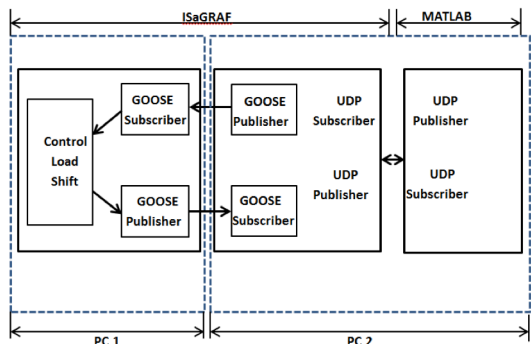 ISaGRAF
MATLAB
Control
Load
Shift
GOOSE
Subscriber
GOOSE
Publisher
GOOSE
Publisher
GOOSE
Subscriber
UDP
Subscriber
UDP
Publisher
UDP
Publisher
UDP
Subscriber
PC 1
PC 2